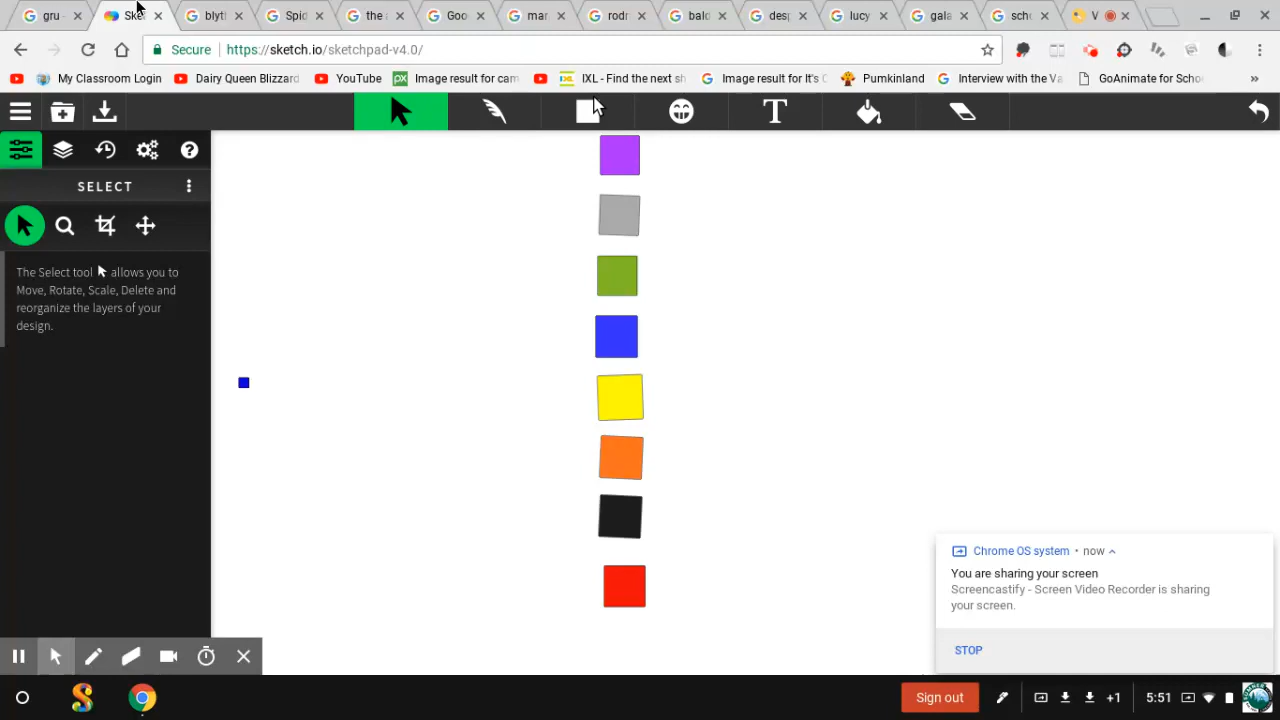 gru
Sket
blyth
Spid
the a
Goo
mar
rodr
bald
desp
lucy
gala
scho
V
Secure
https://sketch.io/sketchpad-v4.0/
My Classroom Login
Dairy Queen Blizzard
YouTube
Image result for cam
IXL - Find the next sh
Image result for It's C
Pumkinland
Interview with the Va
GoAnimate for Schoo
T
SELECT
The Select tool allows you to
Move, Rotate, Scale, Delete and
reorganize the layers of your
design.
Chrome OS system • now
You are sharing your screen
Screencastify - Screen Video Recorder is sharing
your screen.
STOP
Sign out
+1
5:51